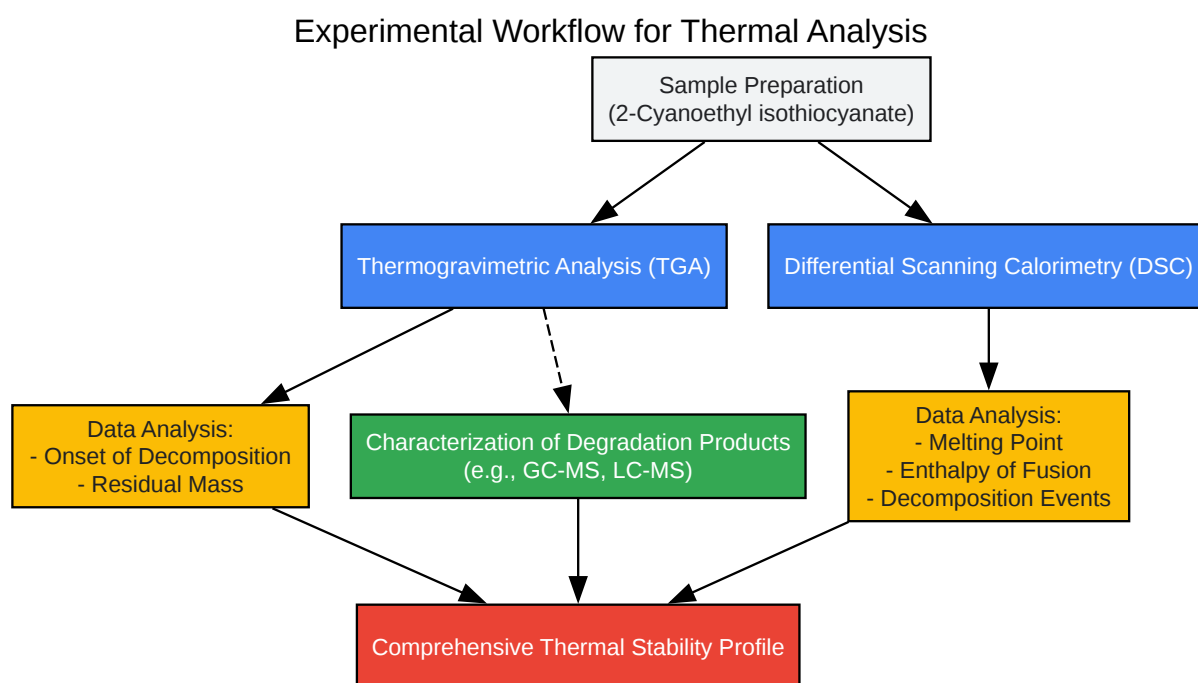 Experimental Workflow for Thermal Analysis
Sample Preparation
(2-Cyanoethyl isothiocyanate)
Thermogravimetric Analysis (TGA)
Differential Scanning Calorimetry (DSC)
Data Analysis:
- Onset of Decomposition
- Residual Mass
Characterization of Degradation Products
(e.g., GC-MS, LC-MS)
Data Analysis:
- Melting Point
- Enthalpy of Fusion
- Decomposition Events
Comprehensive Thermal Stability Profile